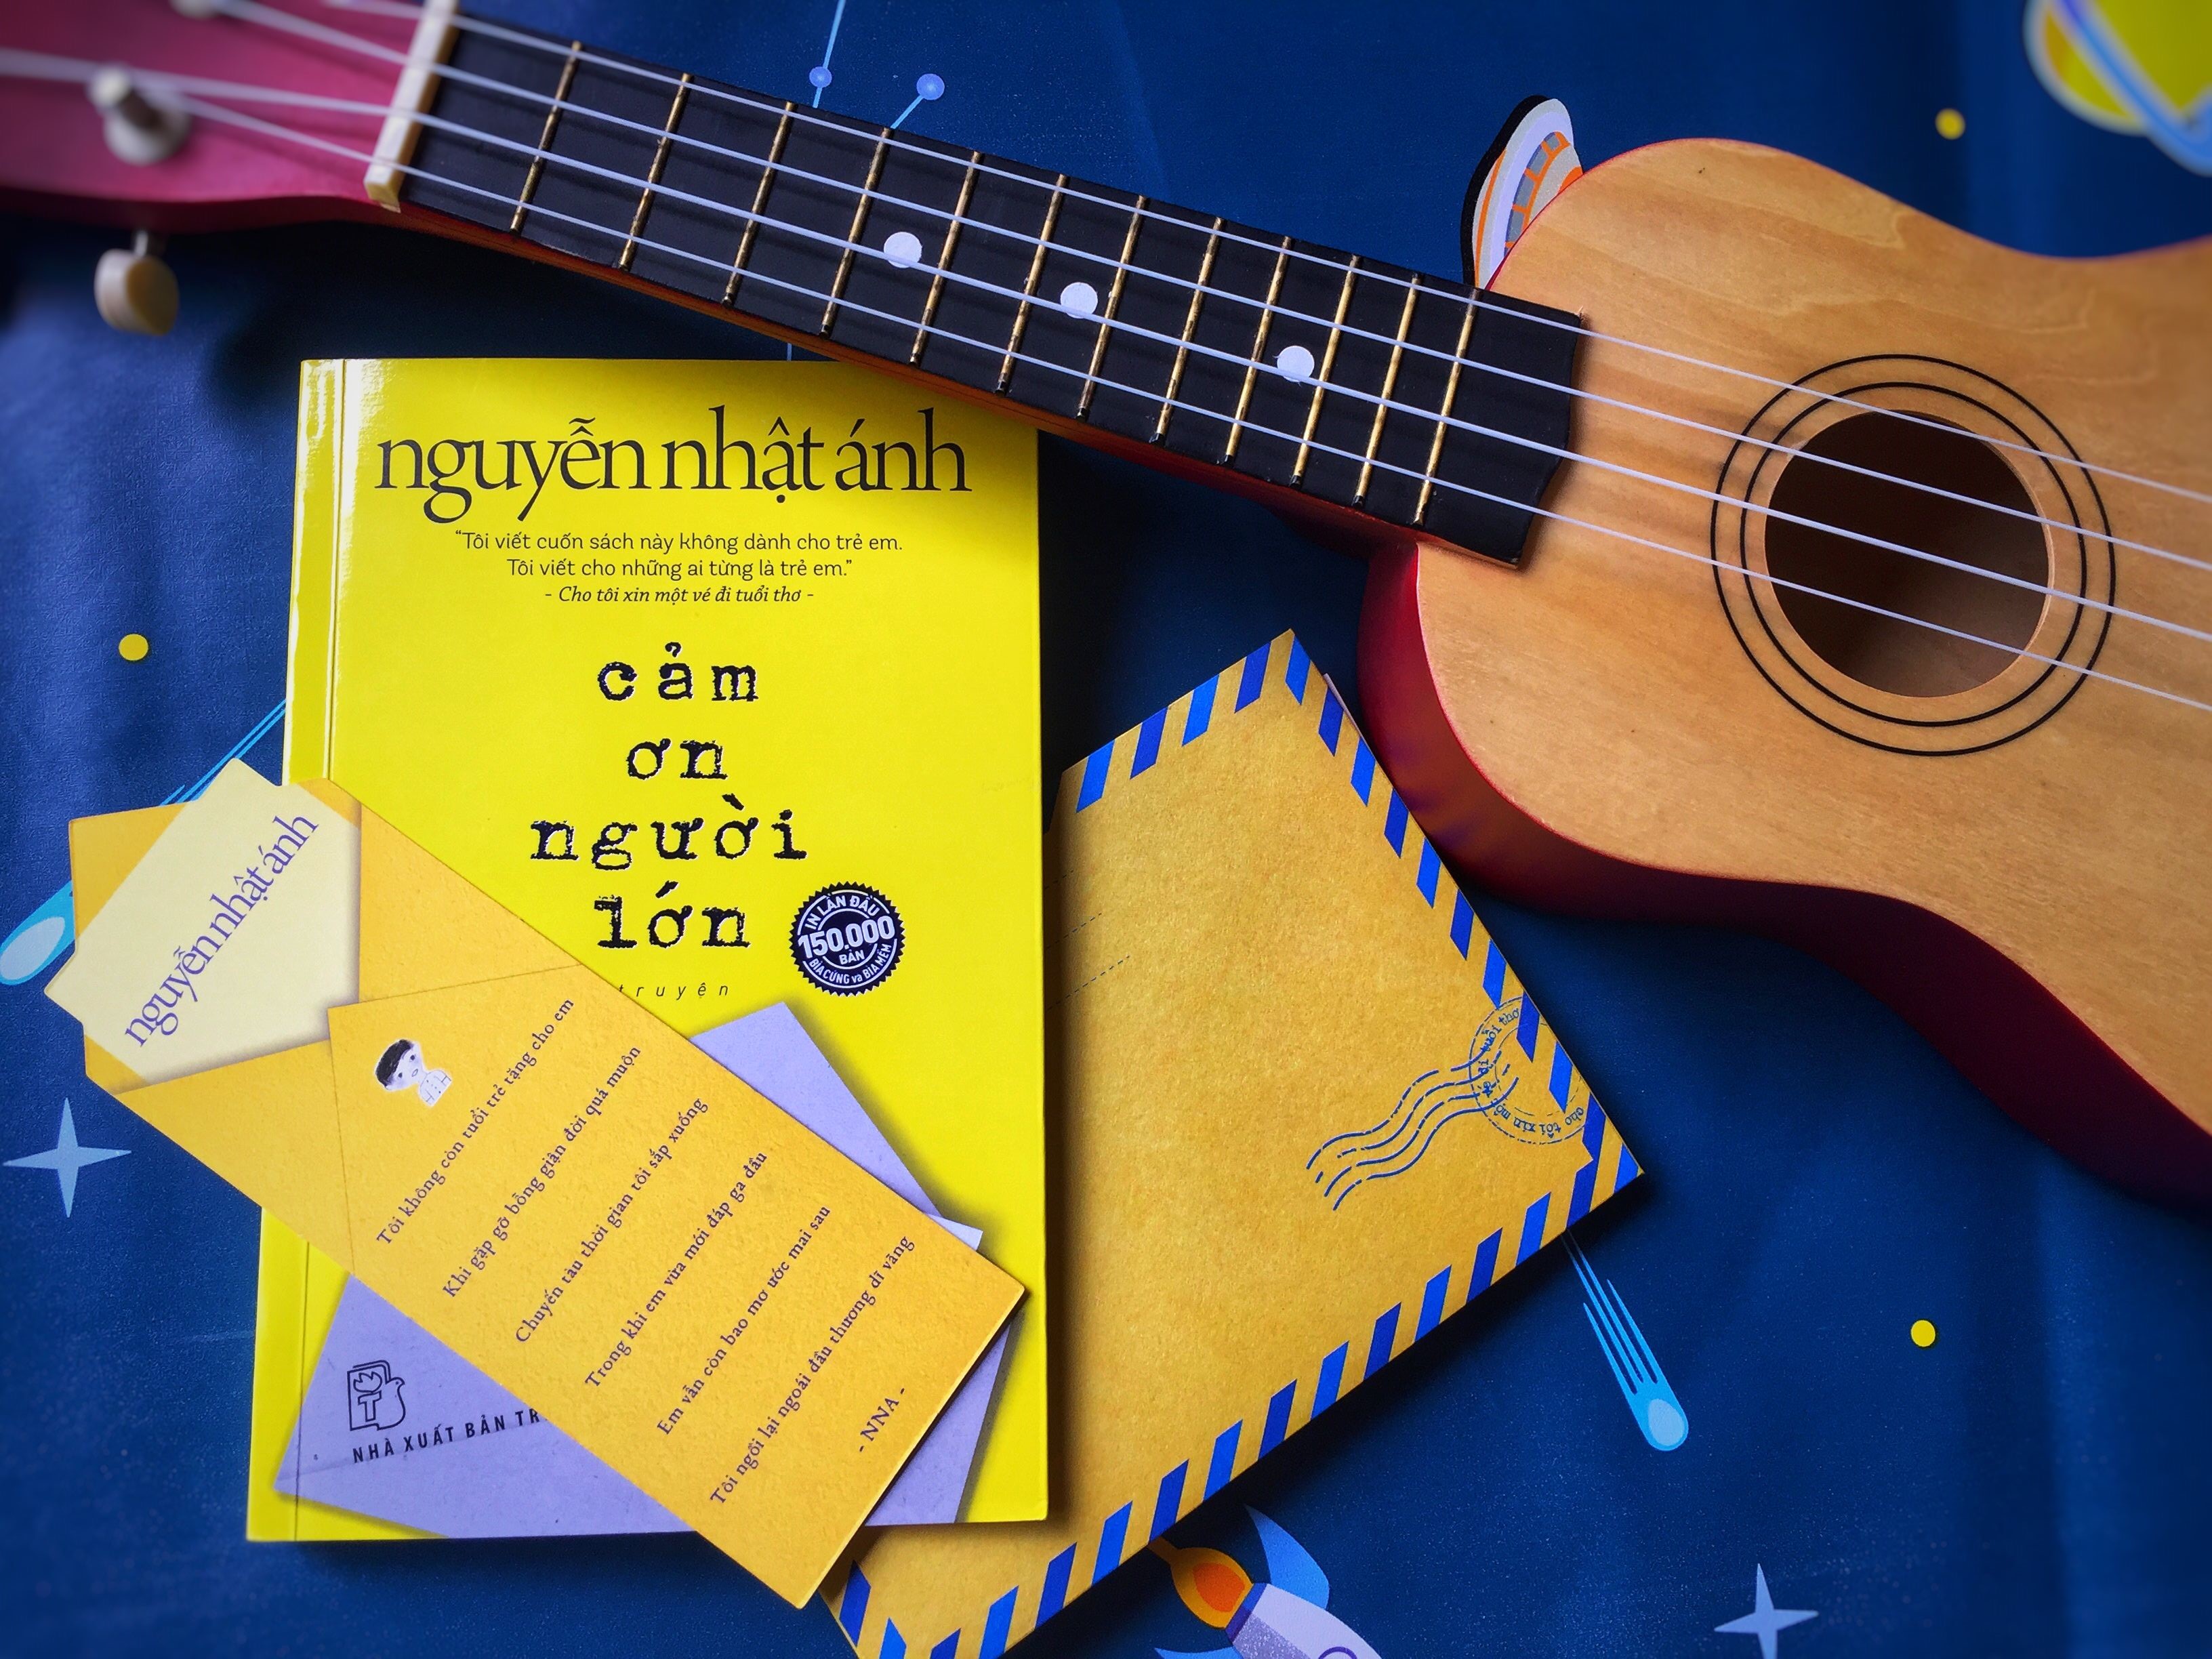 nguyễn nhật ánh
“Tôi viết cuốn sách này không dành cho trẻ em.
Tôi viết cho những ai từng là trẻ em.”
- Cho tôi xin một vé đi tuổi thơ -
cảm
ơn
người
lớn
IN LẦN ĐẦU
150.000
BẢN
BÌA CỨNG và BÌA MỀM
truyện
nguyễn nhật ánh
Tôi không còn tuổi trẻ tặng cho em
Khi gặp gỡ bỗng giận đời quá muộn
Chuyến tàu thời gian tôi sắp xuống
Trong khi em vừa mới đáp ga đầu
Em vẫn còn bao mơ ước mai sau
Tôi ngồi lại ngoái đầu thương dĩ vãng
- NNA -
NHÀ XUẤT BẢN TR
cho tôi xin một vé đi tuổi thơ